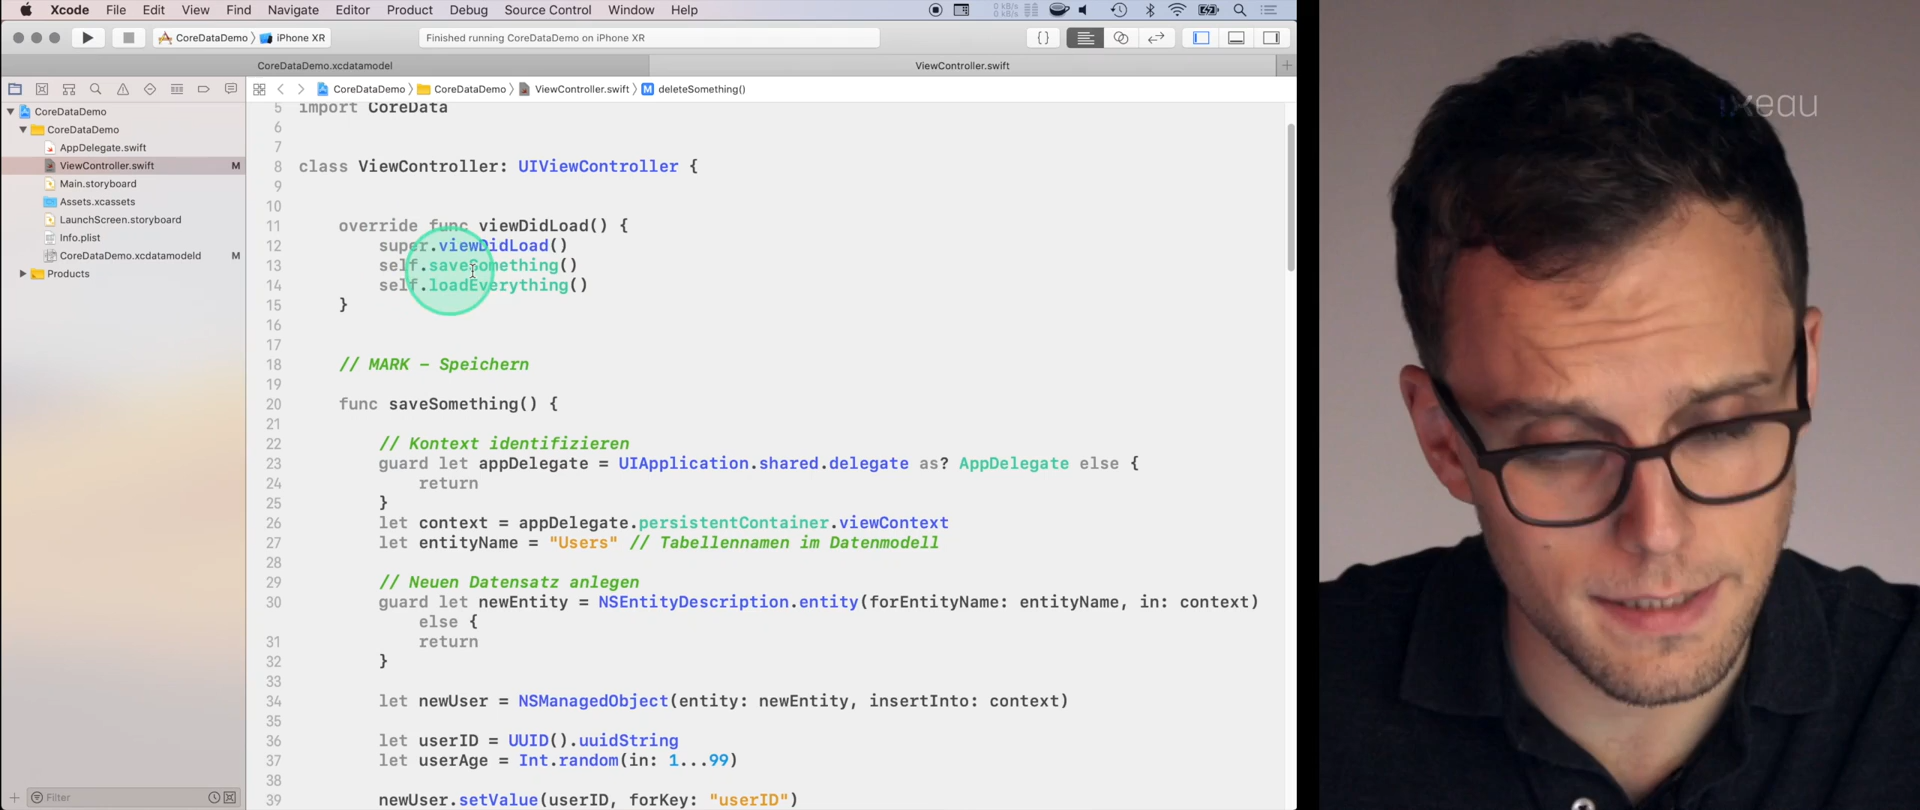 Xcode File Edit View Find Navigate Editor Product Debug Source Control Window Help
0 kB/s
0 kB/s
CoreDataDemo iPhone XR
Finished running CoreDataDemo on iPhone XR
{}
CoreDataDemo.xcdatamodel
ViewController.swift
CoreDataDemo CoreDataDemo ViewController.swift M deleteSomething()
CoreDataDemo
CoreDataDemo
AppDelegate.swift
ViewController.swift M
Main.storyboard
Assets.xcassets
LaunchScreen.storyboard
Info.plist
CoreDataDemo.xcdatamodeld M
Products
Filter
5 import CoreData
6
7
8 class ViewController: UIViewController {
9
10
11 override func viewDidLoad() {
12 super.viewDidLoad()
13 self.saveSomething()
14 self.loadEverything()
15 }
16
17
18 // MARK – Speichern
19
20 func saveSomething() {
21
22 // Kontext identifizieren
23 guard let appDelegate = UIApplication.shared.delegate as? AppDelegate else {
24 return
25 }
26 let context = appDelegate.persistentContainer.viewContext
27 let entityName = "Users" // Tabellennamen im Datenmodell
28
29 // Neuen Datensatz anlegen
30 guard let newEntity = NSEntityDescription.entity(forEntityName: entityName, in: context)
else {
31 return
32 }
33
34 let newUser = NSManagedObject(entity: newEntity, insertInto: context)
35
36 let userID = UUID().uuidString
37 let userAge = Int.random(in: 1...99)
38
39 newUser.setValue(userID, forKey: "userID")
ixeau